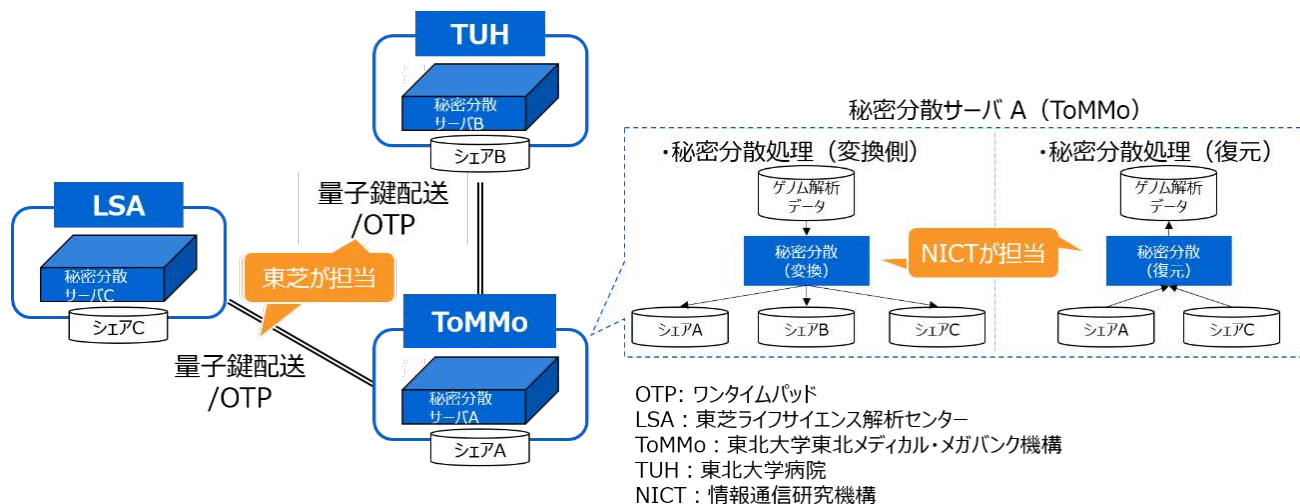 TUH
秘密分散
サーバB
シェアB
量子鍵配送
/OTP
LSA
秘密分散
サーバC
シェアC
東芝が担当
量子鍵配送
/OTP
ToMMo
秘密分散
サーバA
シェアA
秘密分散サーバ A（ToMMo）
・秘密分散処理（変換側）
ゲノム解析
データ
秘密分散
（変換）
シェアA
シェアB
シェアC
NICTが担当
・秘密分散処理（復元）
ゲノム解析
データ
秘密分散
（復元）
シェアA
シェアC
OTP: ワンタイムパッド
LSA：東芝ライフサイエンス解析センター
ToMMo：東北大学東北メディカル・メガバンク機構
TUH：東北大学病院
NICT：情報通信研究機構